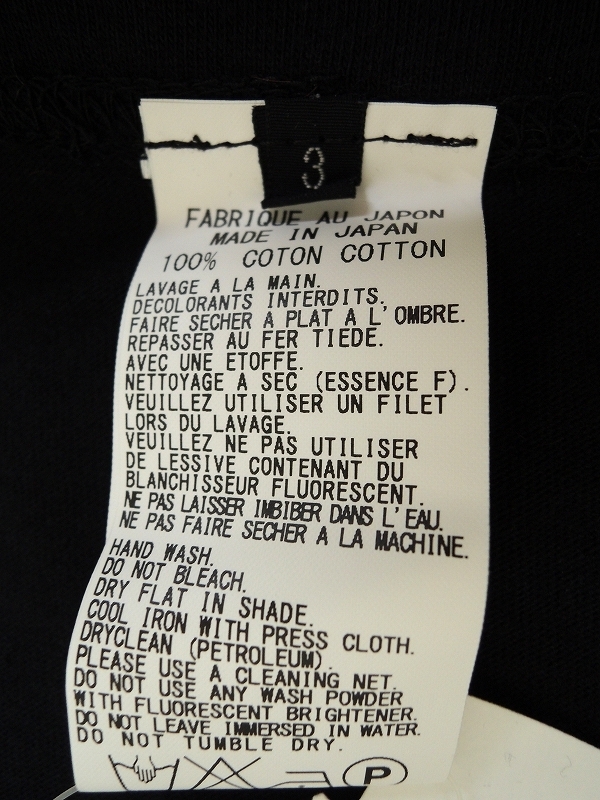 3
FABRIQUE AU JAPON
MADE IN JAPAN
100% COTON COTTON
LAVAGE A LA MAIN.
DECOLORANTS INTERDITS.
FAIRE SECHER A PLAT A L'OMBRE.
REPASSER AU FER TIEDE.
AVEC UNE ETOFFE.
NETTOYAGE A SEC (ESSENCE F).
VEUILLEZ UTILISER UN FILET
LORS DU LAVAGE.
VEUILLEZ NE PAS UTILISER
DE LESSIVE CONTENANT DU
BLANCHISSEUR FLUORESCENT.
NE PAS LAISSER IMBIBER DANS L'EAU.
NE PAS FAIRE SECHER A LA MACHINE.
HAND WASH.
DO NOT BLEACH.
DRY FLAT IN SHADE.
COOL IRON WITH PRESS CLOTH.
DRYCLEAN (PETROLEUM).
PLEASE USE A CLEANING NET.
DO NOT USE ANY WASH POWDER
WITH FLUORESCENT BRIGHTENER.
DO NOT LEAVE IMMERSED IN WATER.
DO NOT TUMBLE DRY.
P